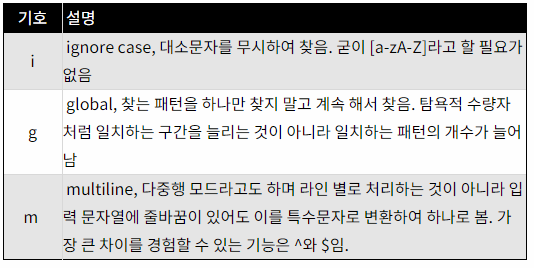 기호 설명
i
ignore case, 대소문자를 무시하여 찾음. 굳이 [a-zA-Z]라고 할 필요가
없음
g
global, 찾는 패턴을 하나만 찾지 말고 계속 해서 찾음. 탐욕적 수량자
처럼 일치하는 구간을 늘리는 것이 아니라 일치하는 패턴의 개수가 늘어
남
m
multiline, 다중행 모드라고도 하며 라인 별로 처리하는 것이 아니라 입
력 문자열에 줄바꿈이 있어도 이를 특수문자로 변환하여 하나로 봄. 가
장 큰 차이를 경험할 수 있는 기능은 ^와 $임.